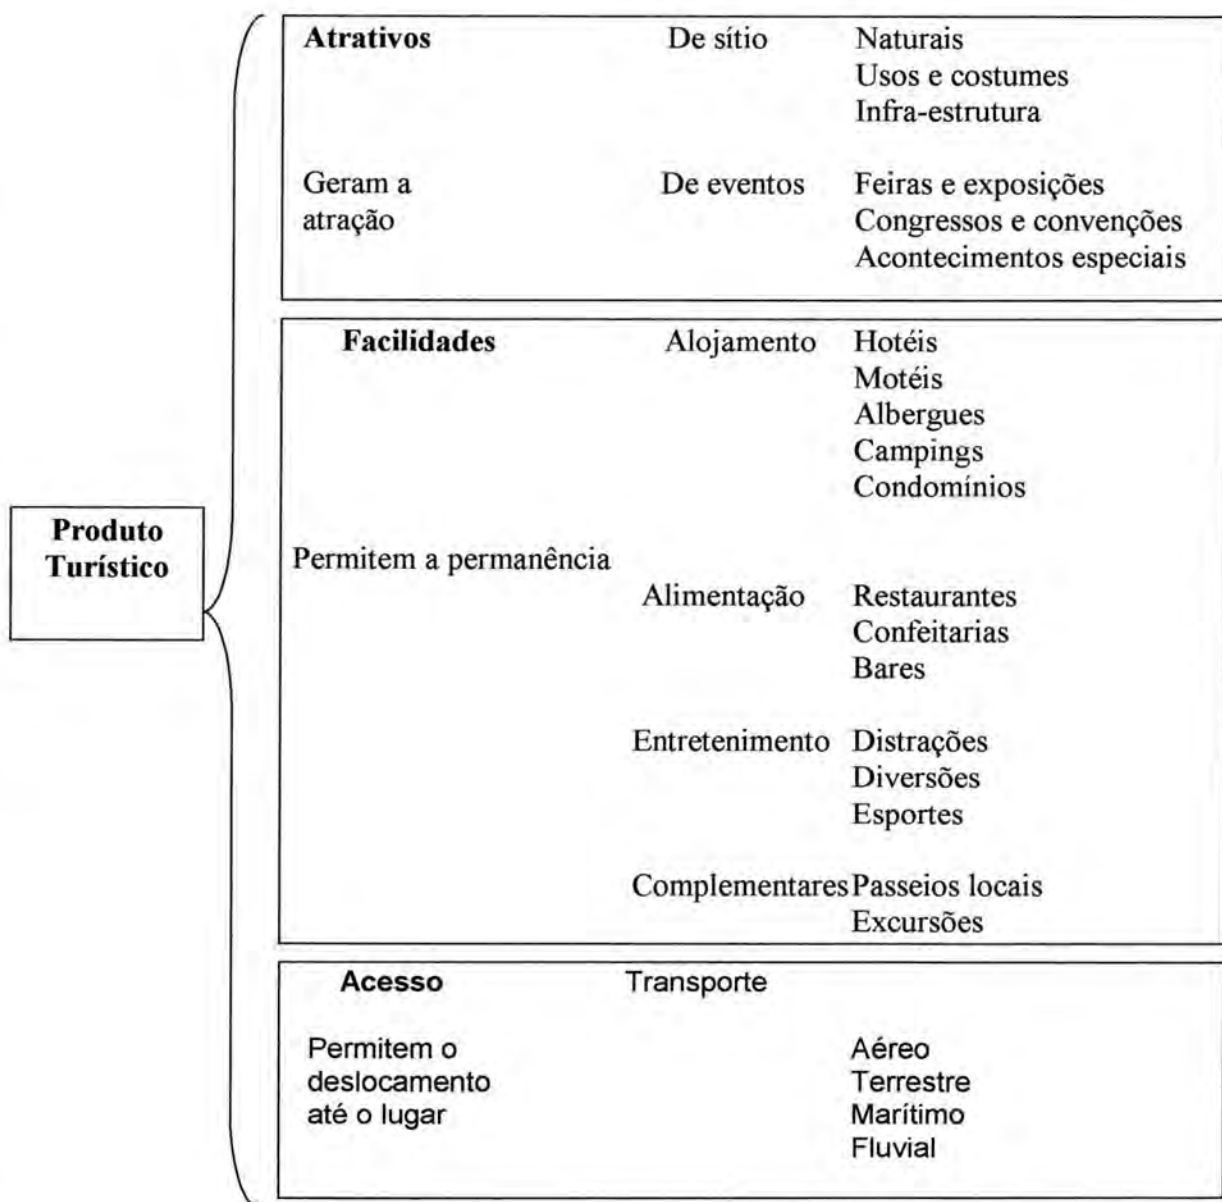 Atrativos De sítio Naturais
Usos e costumes
Infra-estrutura
Geram a De eventos Feiras e exposições
atração Congressos e convenções
Acontecimentos especiais
Facilidades Alojamento Hotéis
Motéis
Albergues
Campings
Condomínios
Produto
Turístico
Permitem a permanência
Alimentação Restaurantes
Confeitarias
Bares
Entretenimento Distrações
Diversões
Esportes
Complementares Passeios locais
Excursões
Acesso Transporte
Permitem o Aéreo
deslocamento Terrestre
até o lugar Marítimo
Fluvial